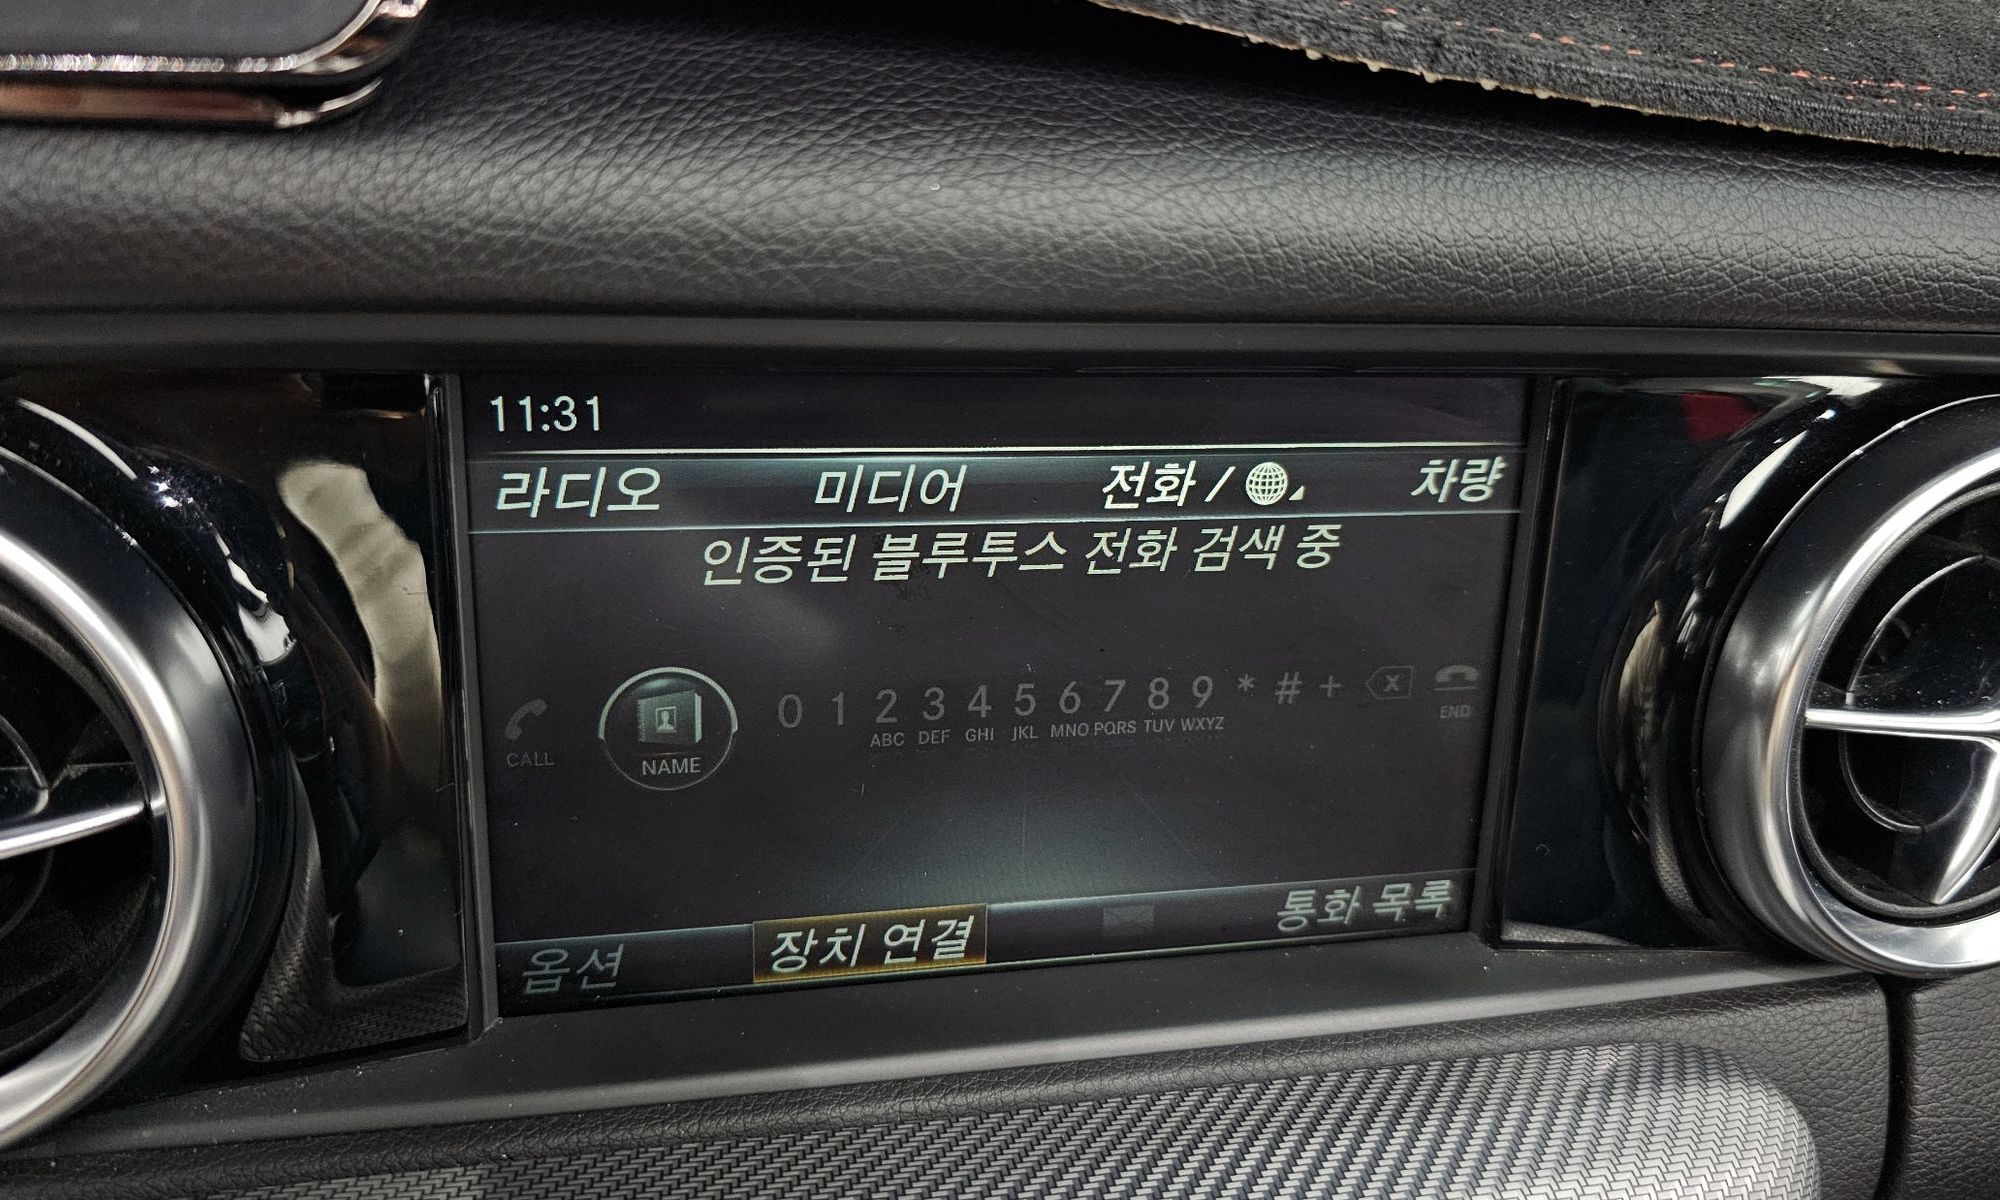 11:31
라디오 미디어 전화 / 차량
인증된 블루투스 전화 검색 중
CALL NAME 0 1 2 3 4 5 6 7 8 9 * # + X END
ABC DEF GHI JKL MNO PQRS TUV WXYZ
옵션 장치 연결 통화 목록